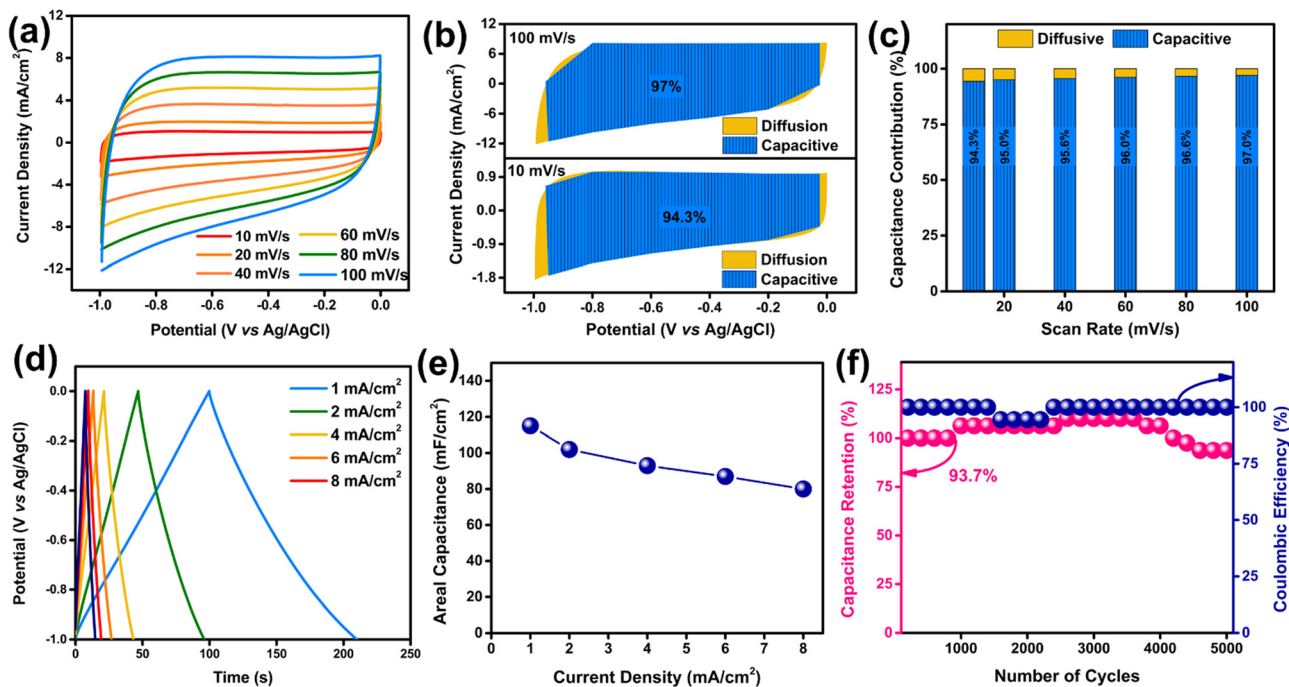 (a)
12
8
4
0
-4
-8
-12
Current Density (mA/cm²)
10 mV/s
20 mV/s
40 mV/s
60 mV/s
80 mV/s
100 mV/s
-1.0 -0.8 -0.6 -0.4 -0.2 0.0
Potential (V vs Ag/AgCl)
(b)
12
6
0
-6
-12
0.9
0.0
-0.9
-1.8
Current Density (mA/cm²)
100 mV/s
97%
Diffusion
Capacitive
10 mV/s
94.3%
Diffusion
Capacitive
-1.0 -0.8 -0.6 -0.4 -0.2 0.0
Potential (V vs Ag/AgCl)
(c)
Diffusive Capacitive
100
75
50
25
0
Capacitance Contribution (%)
94.3% 95.0% 95.6% 96.0% 96.6% 97.0%
20 40 60 80 100
Scan Rate (mV/s)
(d)
0.0
-0.2
-0.4
-0.6
-0.8
-1.0
Potential (V vs Ag/AgCl)
1 mA/cm²
2 mA/cm²
4 mA/cm²
6 mA/cm²
8 mA/cm²
0 50 100 150 200 250
Time (s)
(e)
140
120
100
80
60
40
20
0
Areal Capacitance (mF/cm²)
0 1 2 3 4 5 6 7 8
Current Density (mA/cm²)
(f)
125
100
75
50
25
0
Capacitance Retention (%)
93.7%
100
75
50
25
0
Coulombic Efficiency (%)
1000 2000 3000 4000 5000
Number of Cycles